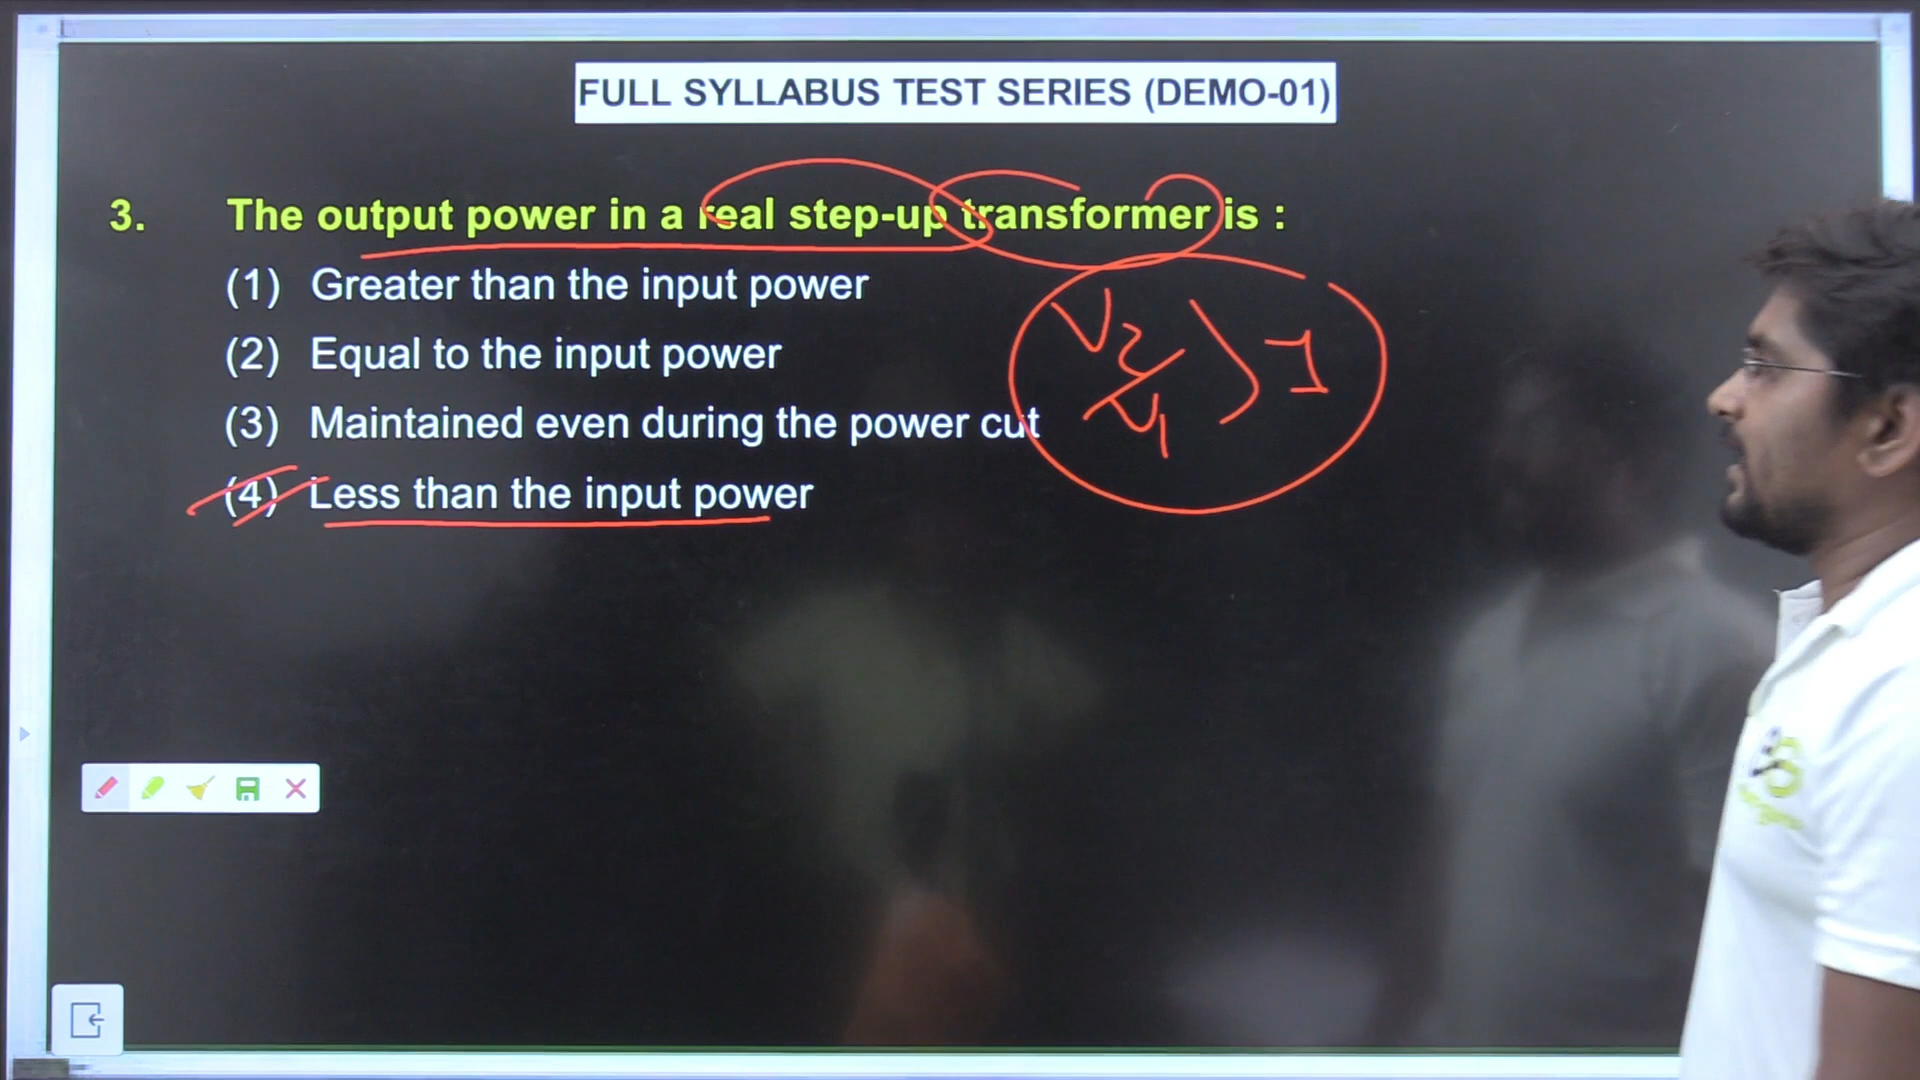 FULL SYLLABUS TEST SERIES (DEMO-01)
3. The output power in a real step-up transformer is :
(1) Greater than the input power
(2) Equal to the input power
(3) Maintained even during the power cut
(4) Less than the input power
V2/V1 > 1